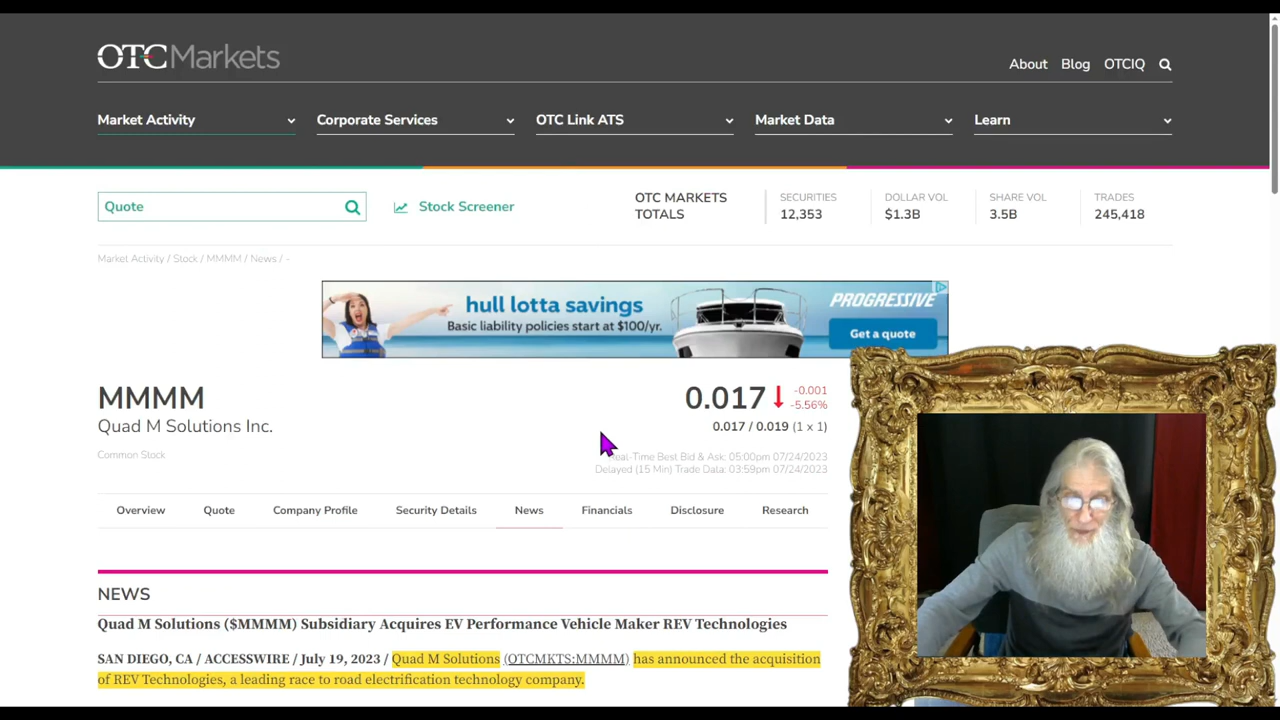 OTCMarkets
About Blog OTCIQ
Market Activity Corporate Services OTC Link ATS Market Data Learn
Quote
Stock Screener
OTC MARKETS
TOTALS
SECURITIES
12,353
DOLLAR VOL
$1.3B
SHARE VOL
3.5B
TRADES
245,418
Market Activity / Stock / MMMM / News / -
hull lotta savings
Basic liability policies start at $100/yr.
PROGRESSIVE
Get a quote
MMMM
Quad M Solutions Inc.
Common Stock
0.017
-0.001
-5.56%
0.017 / 0.019 (1 x 1)
al-Time Best Bid & Ask: 05:00pm 07/24/2023
Delayed (15 Min) Trade Data: 03:59pm 07/24/2023
Overview Quote Company Profile Security Details News Financials Disclosure Research
NEWS
Quad M Solutions ($MMMM) Subsidiary Acquires EV Performance Vehicle Maker REV Technologies
SAN DIEGO, CA / ACCESSWIRE / July 19, 2023 / Quad M Solutions (OTCMKTS:MMMM) has announced the acquisition
of REV Technologies, a leading race to road electrification technology company.